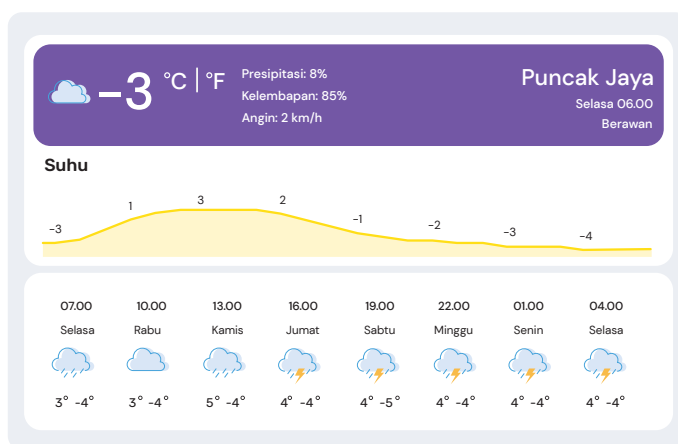 −3 °C | °F
Presipitasi: 8%
Kelembapan: 85%
Angin: 2 km/h
Puncak Jaya
Selasa 06.00
Berawan
Suhu
−3 1 3 2 −1 −2 −3 −4
07.00 10.00 13.00 16.00 19.00 22.00 01.00 04.00
Selasa Rabu Kamis Jumat Sabtu Minggu Senin Selasa
3° -4° 3° -4° 5° -4° 4° -4° 4° -5° 4° -4° 4° -4° 4° -4°